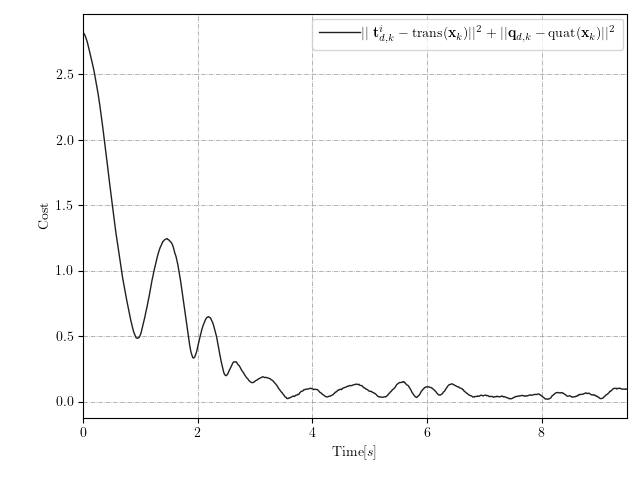 || t^i_{d,k} − trans(x_k)||² + ||q_{d,k} − quat(x_k)||²
2.5
2.0
1.5
1.0
0.5
0.0
Cost
0 2 4 6 8
Time[s]